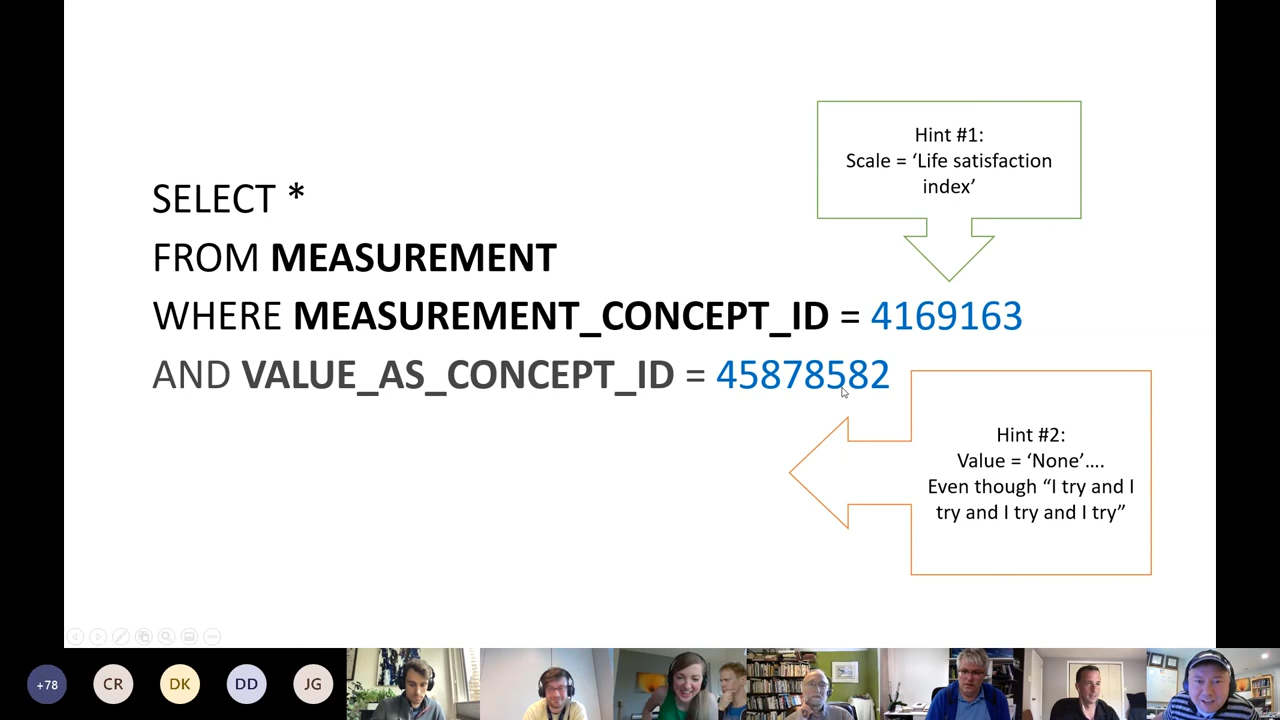 Hint #1:
Scale = ‘Life satisfaction
index’
SELECT *
FROM MEASUREMENT
WHERE MEASUREMENT_CONCEPT_ID = 4169163
AND VALUE_AS_CONCEPT_ID = 45878582
Hint #2:
Value = ‘None’....
Even though “I try and I
try and I try and I try”
+78
CR
DK
DD
JG